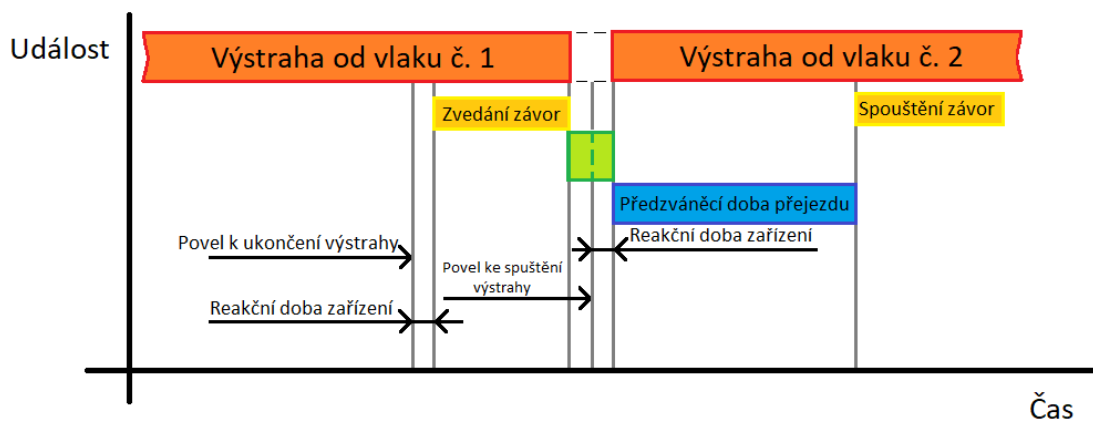 Událost
Výstraha od vlaku č. 1
Výstraha od vlaku č. 2
Zvedání závor
Spouštění závor
Předzváněcí doba přejezdu
Povel k ukončení výstrahy
Reakční doba zařízení
Povel ke spuštění
výstrahy
Reakční doba zařízení
Čas